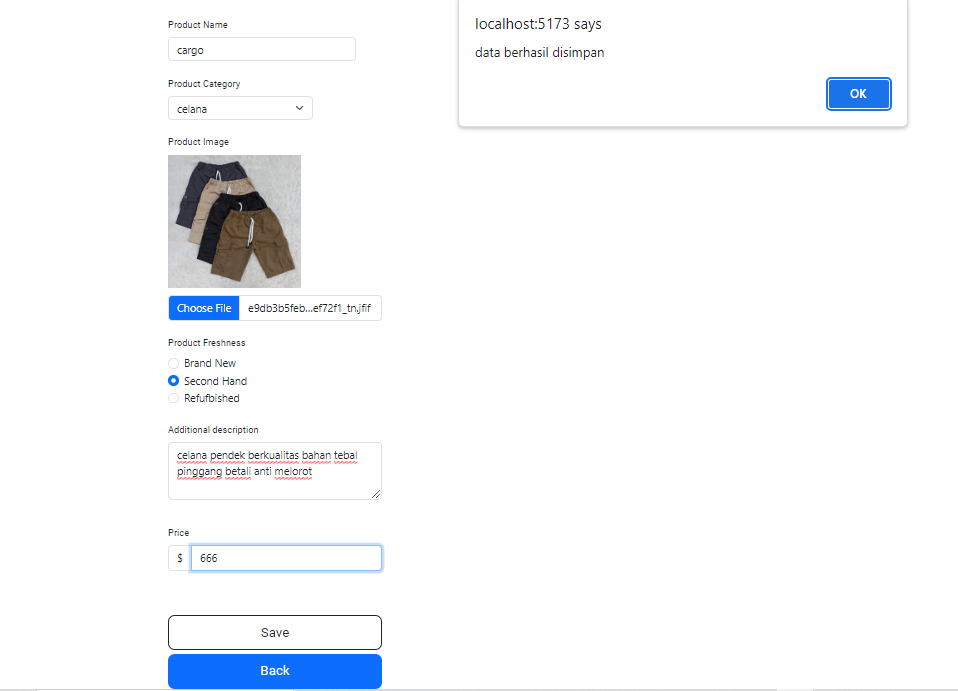 Product Name
cargo
Product Category
celana
Product Image
Choose File e9db3b5feb...ef72f1_tn.jfif
Product Freshness
Brand New
Second Hand
Refufbished
Additional description
celana pendek berkualitas bahan tebal
pinggang betali anti melorot
Price
$ 666
Save
Back
localhost:5173 says
data berhasil disimpan
OK